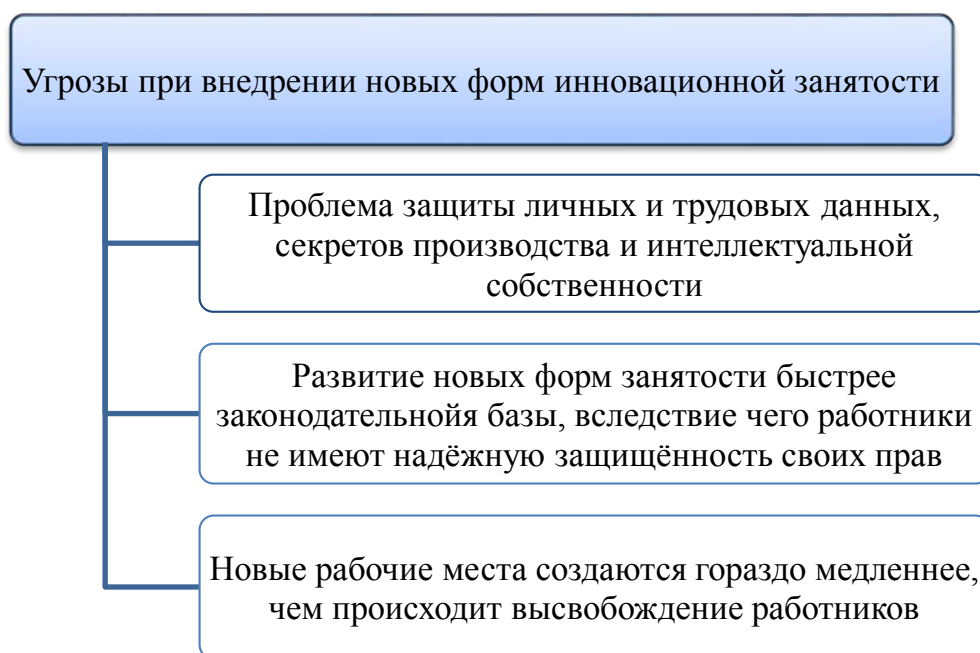 Угрозы при внедрении новых форм инновационной занятости
Проблема защиты личных и трудовых данных,
секретов производства и интеллектуальной
собственности
Развитие новых форм занятости быстрее
законодательнойя базы, вследствие чего работники
не имеют надёжную защищённость своих прав
Новые рабочие места создаются гораздо медленнее,
чем происходит высвобождение работников